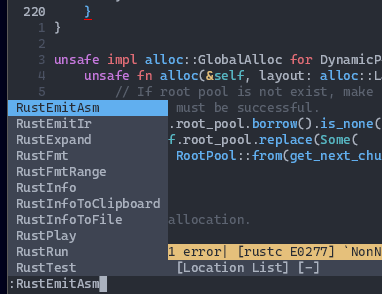 220 }
1 }
2
3 unsafe impl alloc::GlobalAlloc for DynamicP
4 unsafe fn alloc(&self, layout: alloc::La
5 // If root pool is not exist, make
RustEmitAsm must be successful.
RustEmitIr .root_pool.borrow().is_none(
RustExpand f.root_pool.replace(Some(
RustFmt RootPool::from(get_next_chu
RustFmtRange
RustInfo
RustInfoToClipboard
RustInfoToFile allocation.
RustPlay
RustRun 1 error| [rustc E0277] `NonN
RustTest [Location List] [-]
:RustEmitAsm